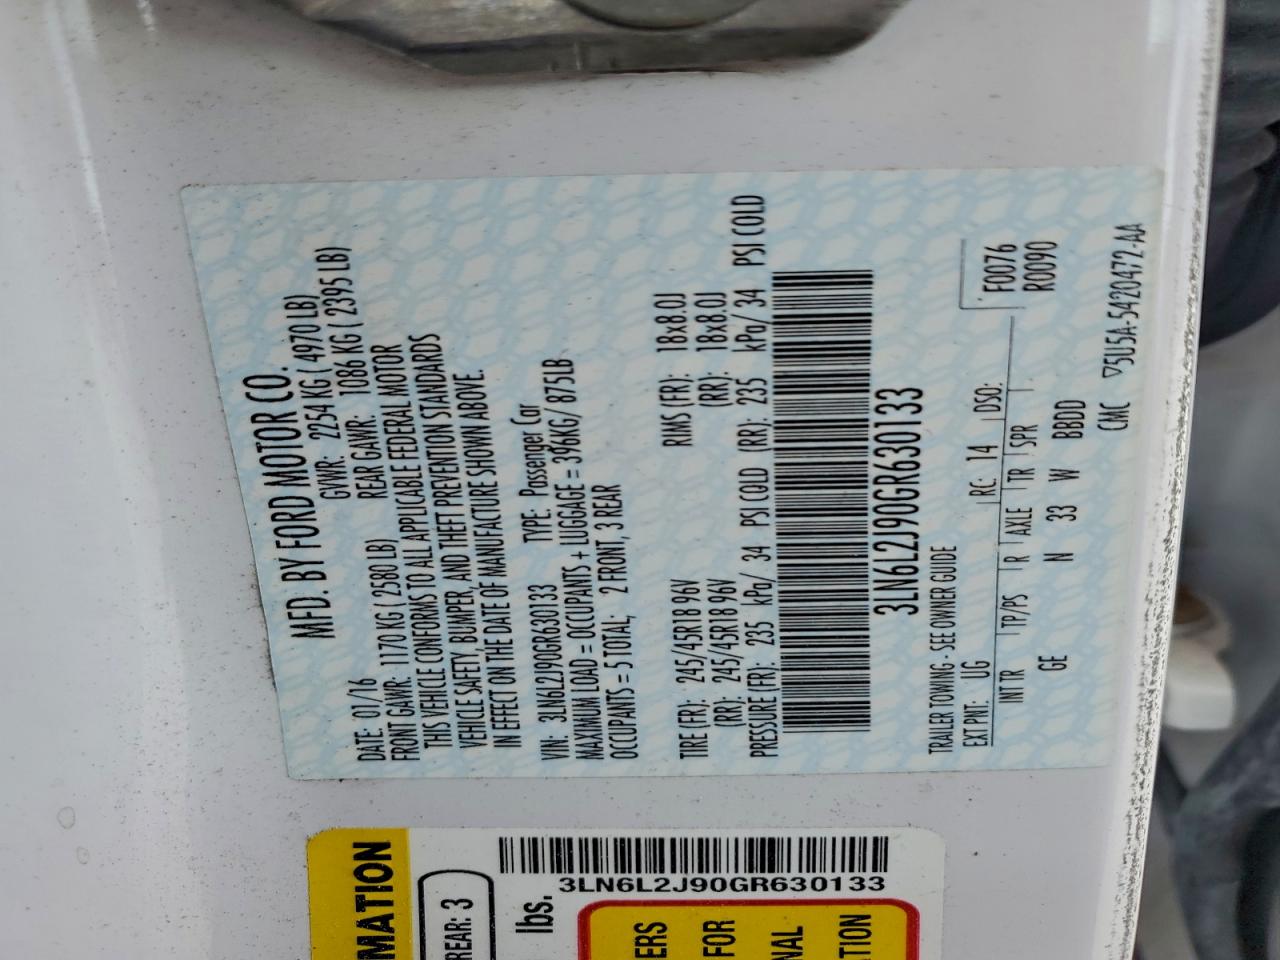 MFD. BY FORD MOTOR CO.
DATE: 01/16 GVWR: 2254 KG ( 4970 LB)
FRONT GAWR: 1170 KG ( 2580 LB) REAR GAWR: 1086 KG ( 2395 LB)
THIS VEHICLE CONFORMS TO ALL APPLICABLE FEDERAL MOTOR
VEHICLE SAFETY, BUMPER, AND THEFT PREVENTION STANDARDS
IN EFFECT ON THE DATE OF MANUFACTURE SHOWN ABOVE.
VIN: 3LN6L2J90GR630133 TYPE: Passenger Car
MAXIMUM LOAD = OCCUPANTS + LUGGAGE = 396KG/ 875LB
OCCUPANTS = 5 TOTAL; 2 FRONT, 3 REAR
TIRE (FR): 245/45R18 96V RIMS (FR): 18x8.0J
(RR): 245/45R18 96V (RR): 18x8.0J
PRESSURE (FR): 235 kPa/ 34 PSI COLD (RR): 235 kPa/ 34 PSI COLD
3LN6L2J90GR630133
F0076
R0090
TRAILER TOWING - SEE OWNER GUIDE
EXT PNT: UG RC: 14 DSO:
INT TR TP/PS R AXLE TR SPR
GE N 33 W BBDD
CMC ▽5U5A-5420472-AA
3LN6L2J90GR630133
MATION
REAR: 3
lbs.
ERS
FOR
NAL
TION